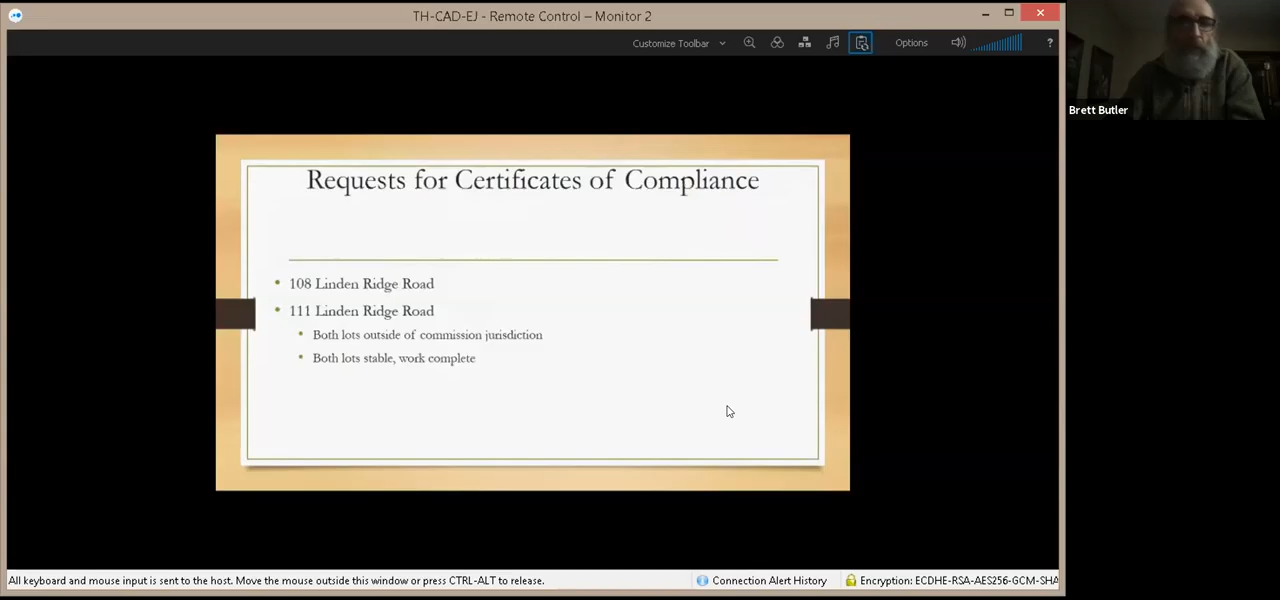 TH-CAD-EJ - Remote Control – Monitor 2
Customize Toolbar
Options
?
Brett Butler
Requests for Certificates of Compliance
• 108 Linden Ridge Road
• 111 Linden Ridge Road
• Both lots outside of commission jurisdiction
• Both lots stable, work complete
All keyboard and mouse input is sent to the host. Move the mouse outside this window or press CTRL-ALT to release.
Connection Alert History
Encryption: ECDHE-RSA-AES256-GCM-SHA